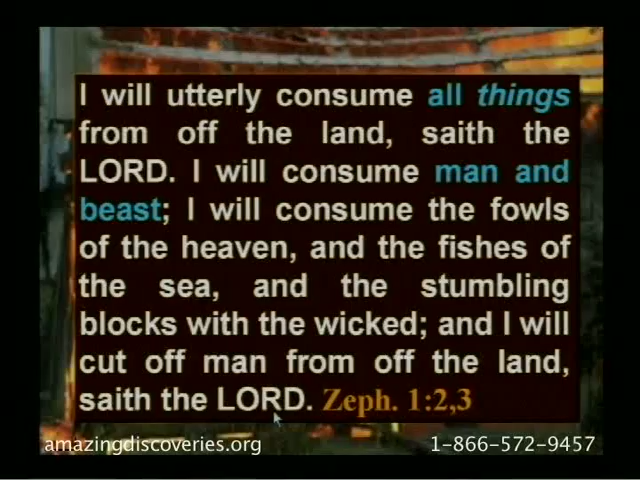 I will utterly consume all things
from off the land, saith the
LORD. I will consume man and
beast; I will consume the fowls
of the heaven, and the fishes of
the sea, and the stumbling
blocks with the wicked; and I will
cut off man from off the land,
saith the LORD. Zeph. 1:2,3
amazingdiscoveries.org 1-866-572-9457